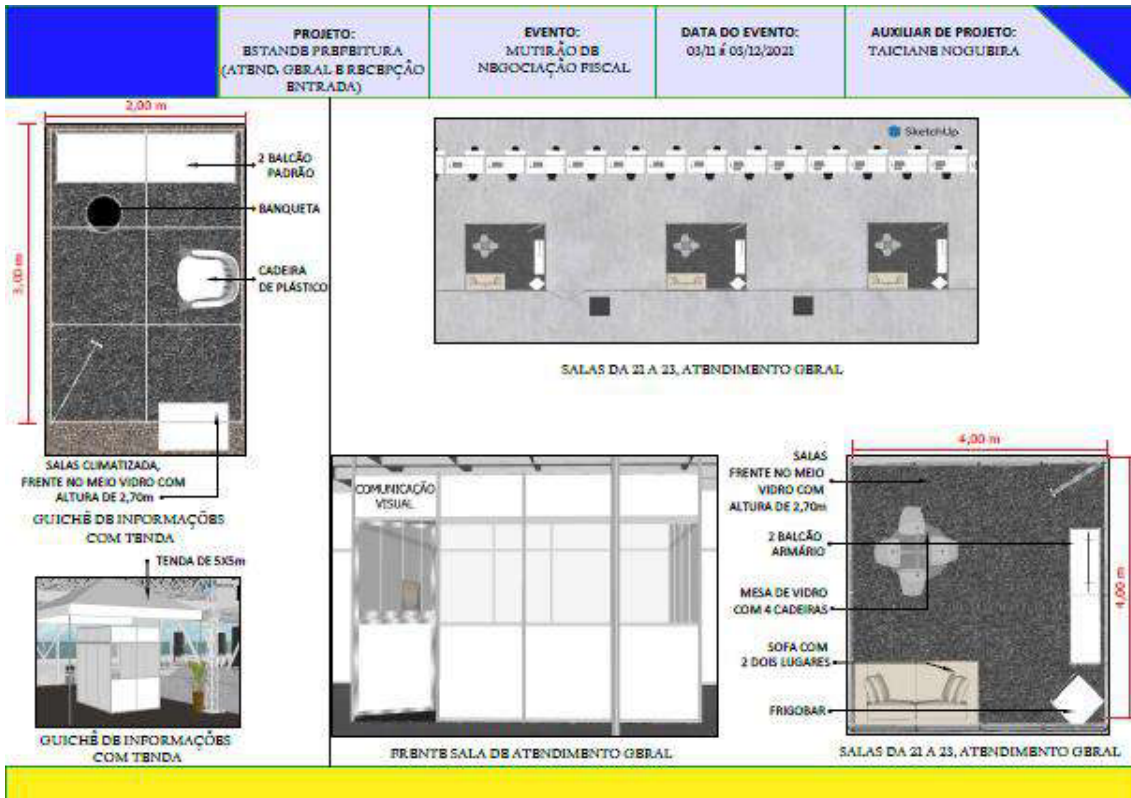 PROJETO:
ESTANDE PREFEITURA
(ATEND. GERAL E RECEPÇÃO
ENTRADA)
EVENTO:
MUTIRÃO DE
NEGOCIAÇÃO FISCAL
DATA DO EVENTO:
03/11 á 03/12/2021
AUXILIAR DE PROJETO:
TAICIANE NOGUEIRA
2,00 m
3,00 m
2 BALCÃO
PADRÃO
BANQUETA
CADEIRA
DE PLÁSTICO
SALAS CLIMATIZADA,
FRENTE NO MEIO VIDRO COM
ALTURA DE 2,70m
GUICHÊ DE INFORMAÇÕES
COM TENDA
TENDA DE 5X5m
GUICHÊ DE INFORMAÇÕES
COM TENDA
SketchUp
SALAS DA 21 A 23, ATENDIMENTO GERAL
COMUNICAÇÃO
VISUAL
FRENTE SALA DE ATENDIMENTO GERAL
4,00 m
4,00 m
SALAS
FRENTE NO MEIO
VIDRO COM
ALTURA DE 2,70m
2 BALCÃO
ARMÁRIO
MESA DE VIDRO
COM 4 CADEIRAS
SOFA COM
2 DOIS LUGARES
FRIGOBAR
SALAS DA 21 A 23, ATENDIMENTO GERAL